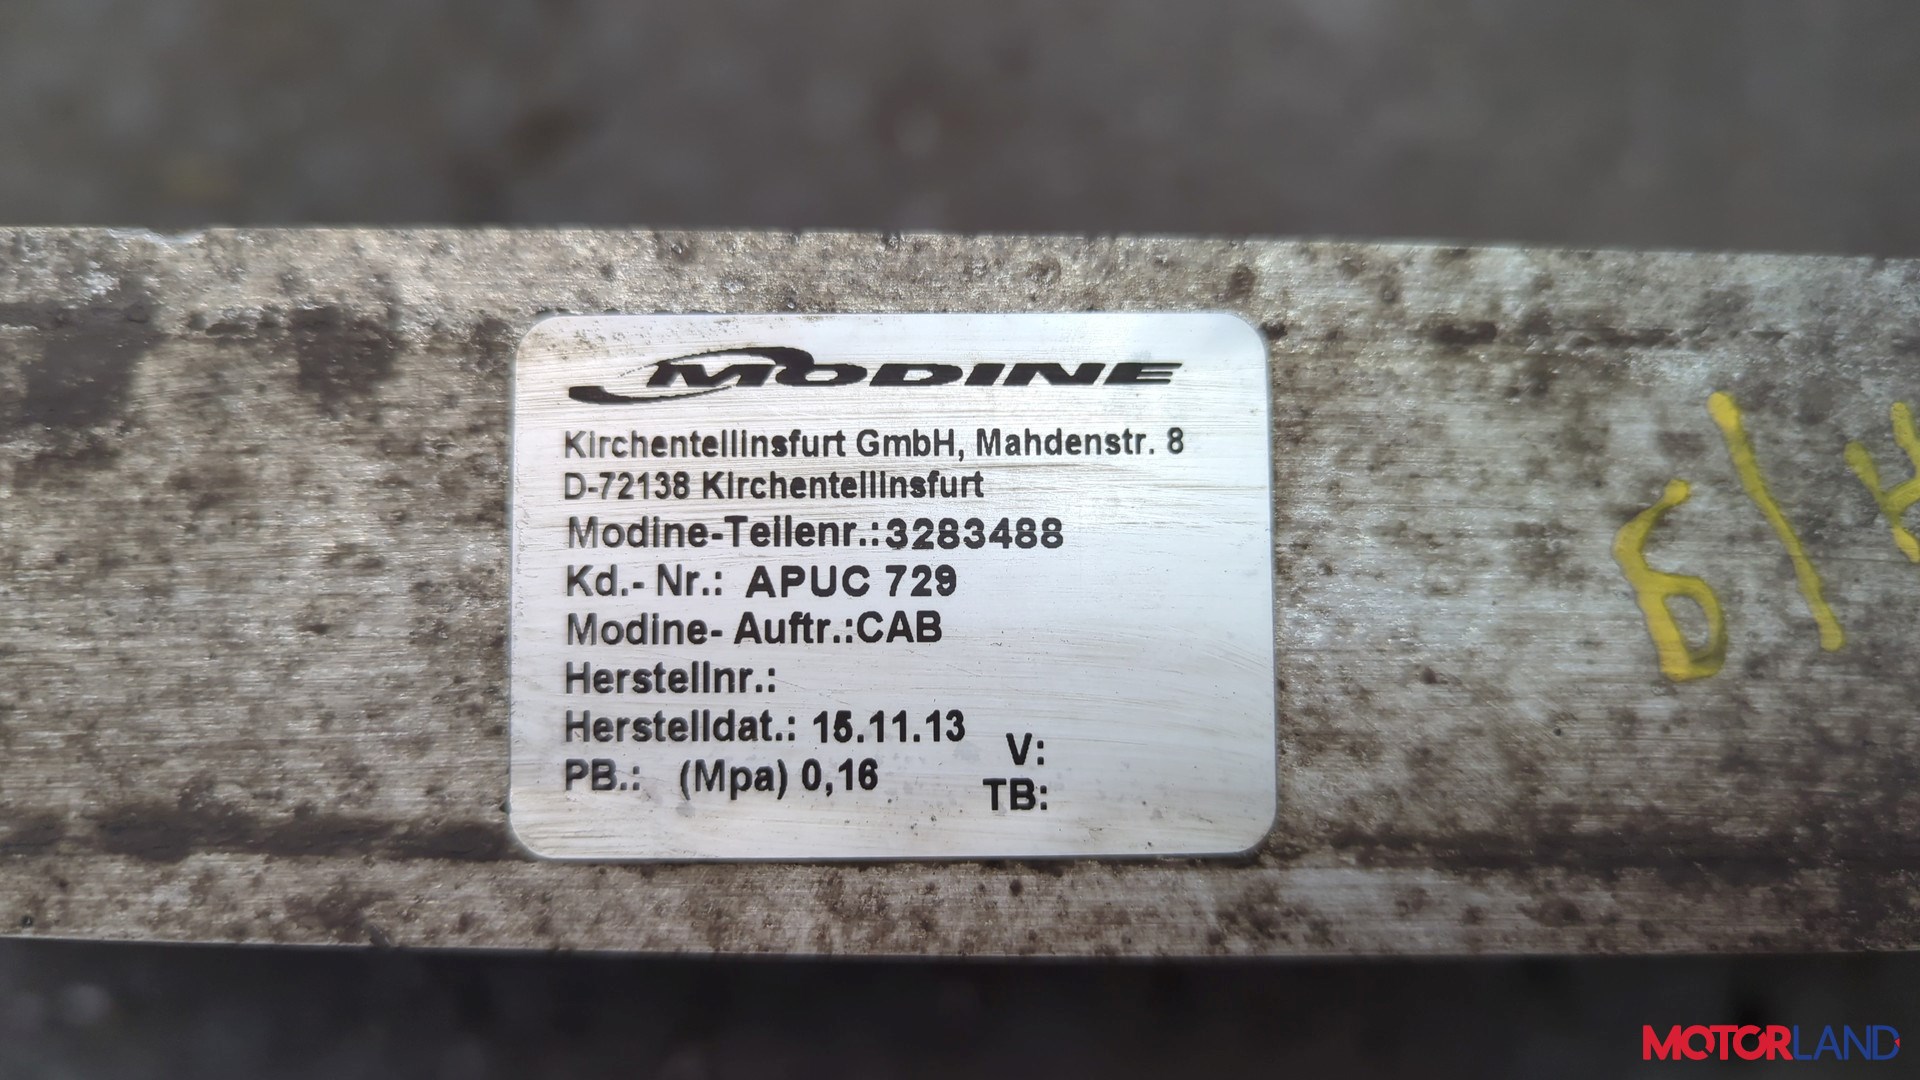 MODINE
Kirchentellinsfurt GmbH, Mahdenstr. 8
D-72138 Kirchentellinsfurt
Modine-Teilenr.:3283488
Kd.- Nr.: APUC 729
Modine- Auftr.:CAB
Herstellnr.:
Herstelldat.: 15.11.13
V:
PB.: (Mpa) 0,16
TB:
Б/
MOTORLAND